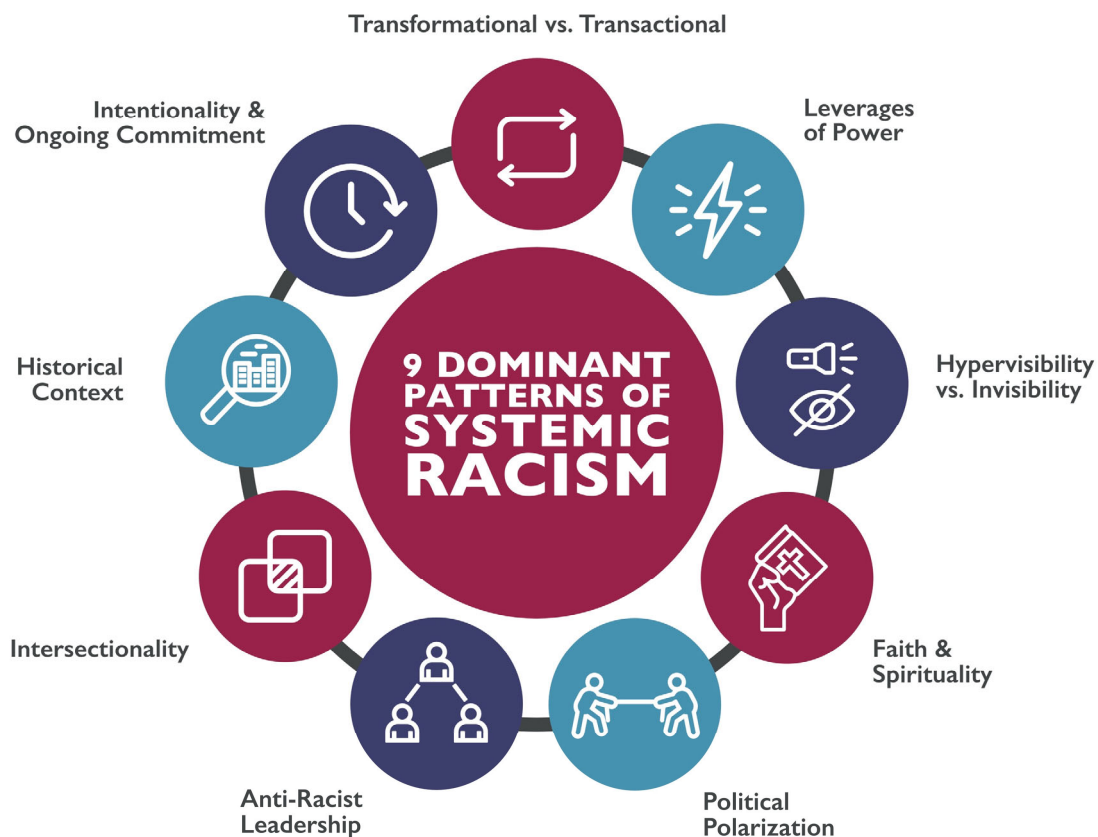 Transformational vs. Transactional
Leverages
of Power
Hypervisibility
vs. Invisibility
Faith &
Spirituality
Political
Polarization
Anti-Racist
Leadership
Intersectionality
Historical
Context
Intentionality &
Ongoing Commitment
9 DOMINANT
PATTERNS OF
SYSTEMIC
RACISM